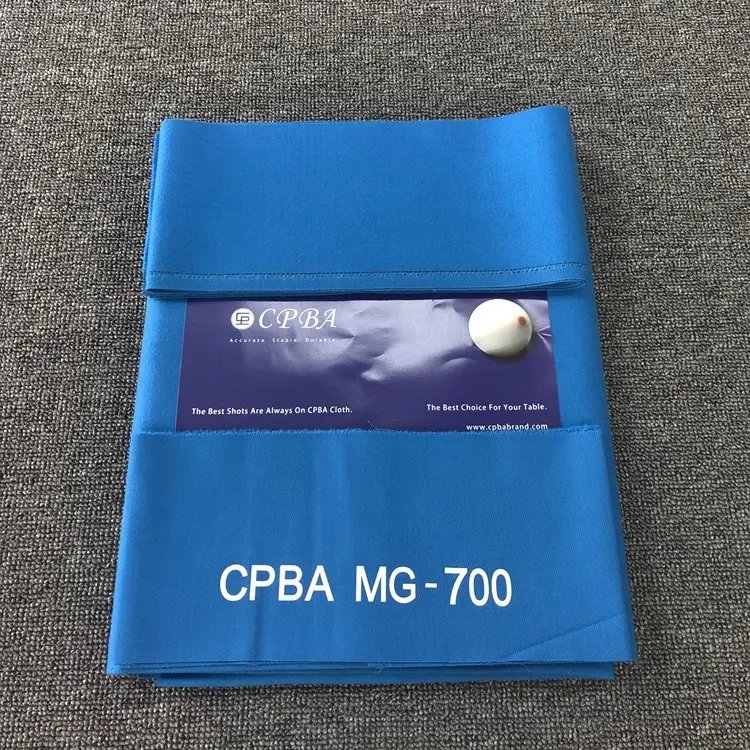 CPBA
Accurate. Stable. Durable
The Best Shots Are Always On CPBA Cloth.
The Best Choice For Your Table.
www.cpbabrand.com
CPBA MG-700